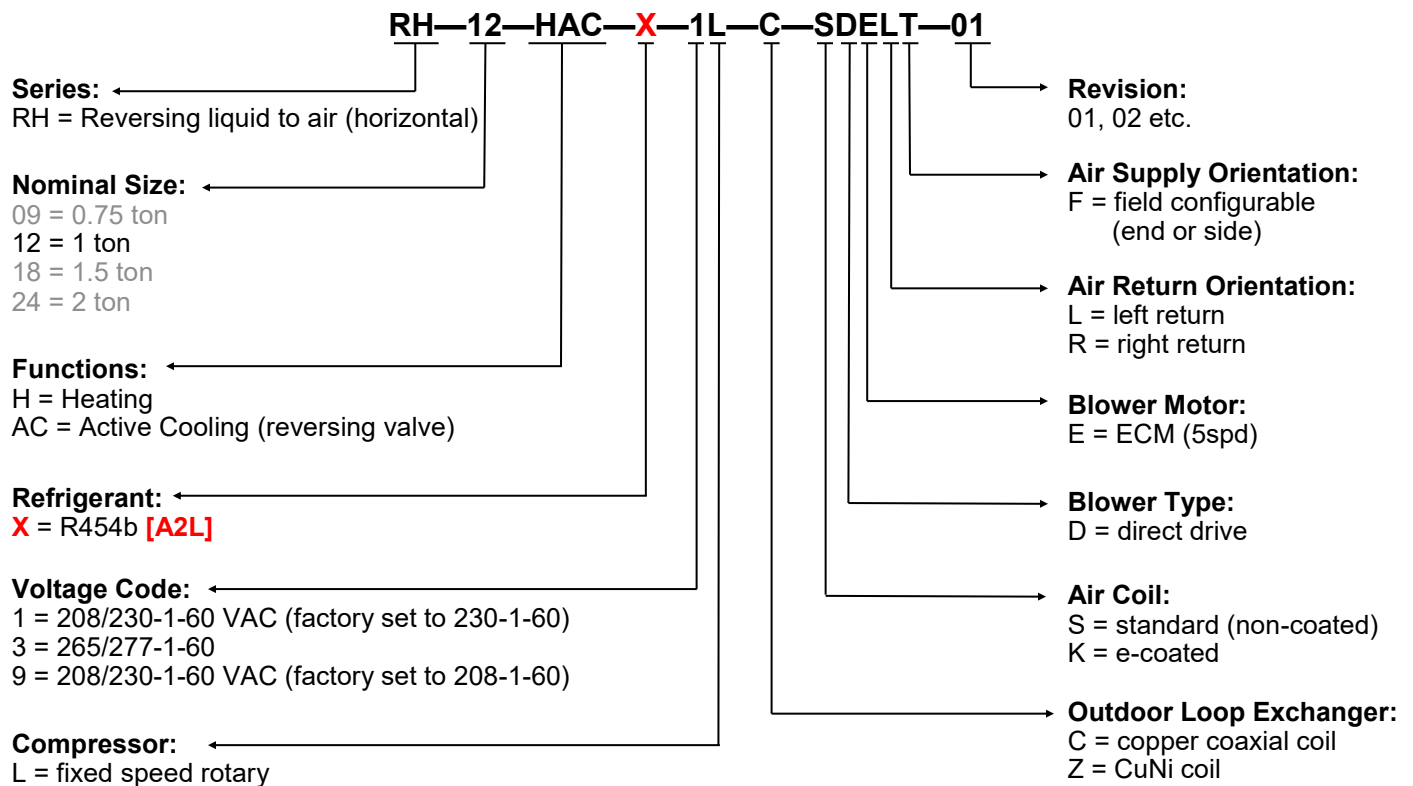 RH—12—HAC—X—1L—C—SDELT—01
Series:
RH = Reversing liquid to air (horizontal)
Nominal Size:
09 = 0.75 ton
12 = 1 ton
18 = 1.5 ton
24 = 2 ton
Functions:
H = Heating
AC = Active Cooling (reversing valve)
Refrigerant:
X = R454b [A2L]
Voltage Code:
1 = 208/230-1-60 VAC (factory set to 230-1-60)
3 = 265/277-1-60
9 = 208/230-1-60 VAC (factory set to 208-1-60)
Compressor:
L = fixed speed rotary
Revision:
01, 02 etc.
Air Supply Orientation:
F = field configurable
(end or side)
Air Return Orientation:
L = left return
R = right return
Blower Motor:
E = ECM (5spd)
Blower Type:
D = direct drive
Air Coil:
S = standard (non-coated)
K = e-coated
Outdoor Loop Exchanger:
C = copper coaxial coil
Z = CuNi coil